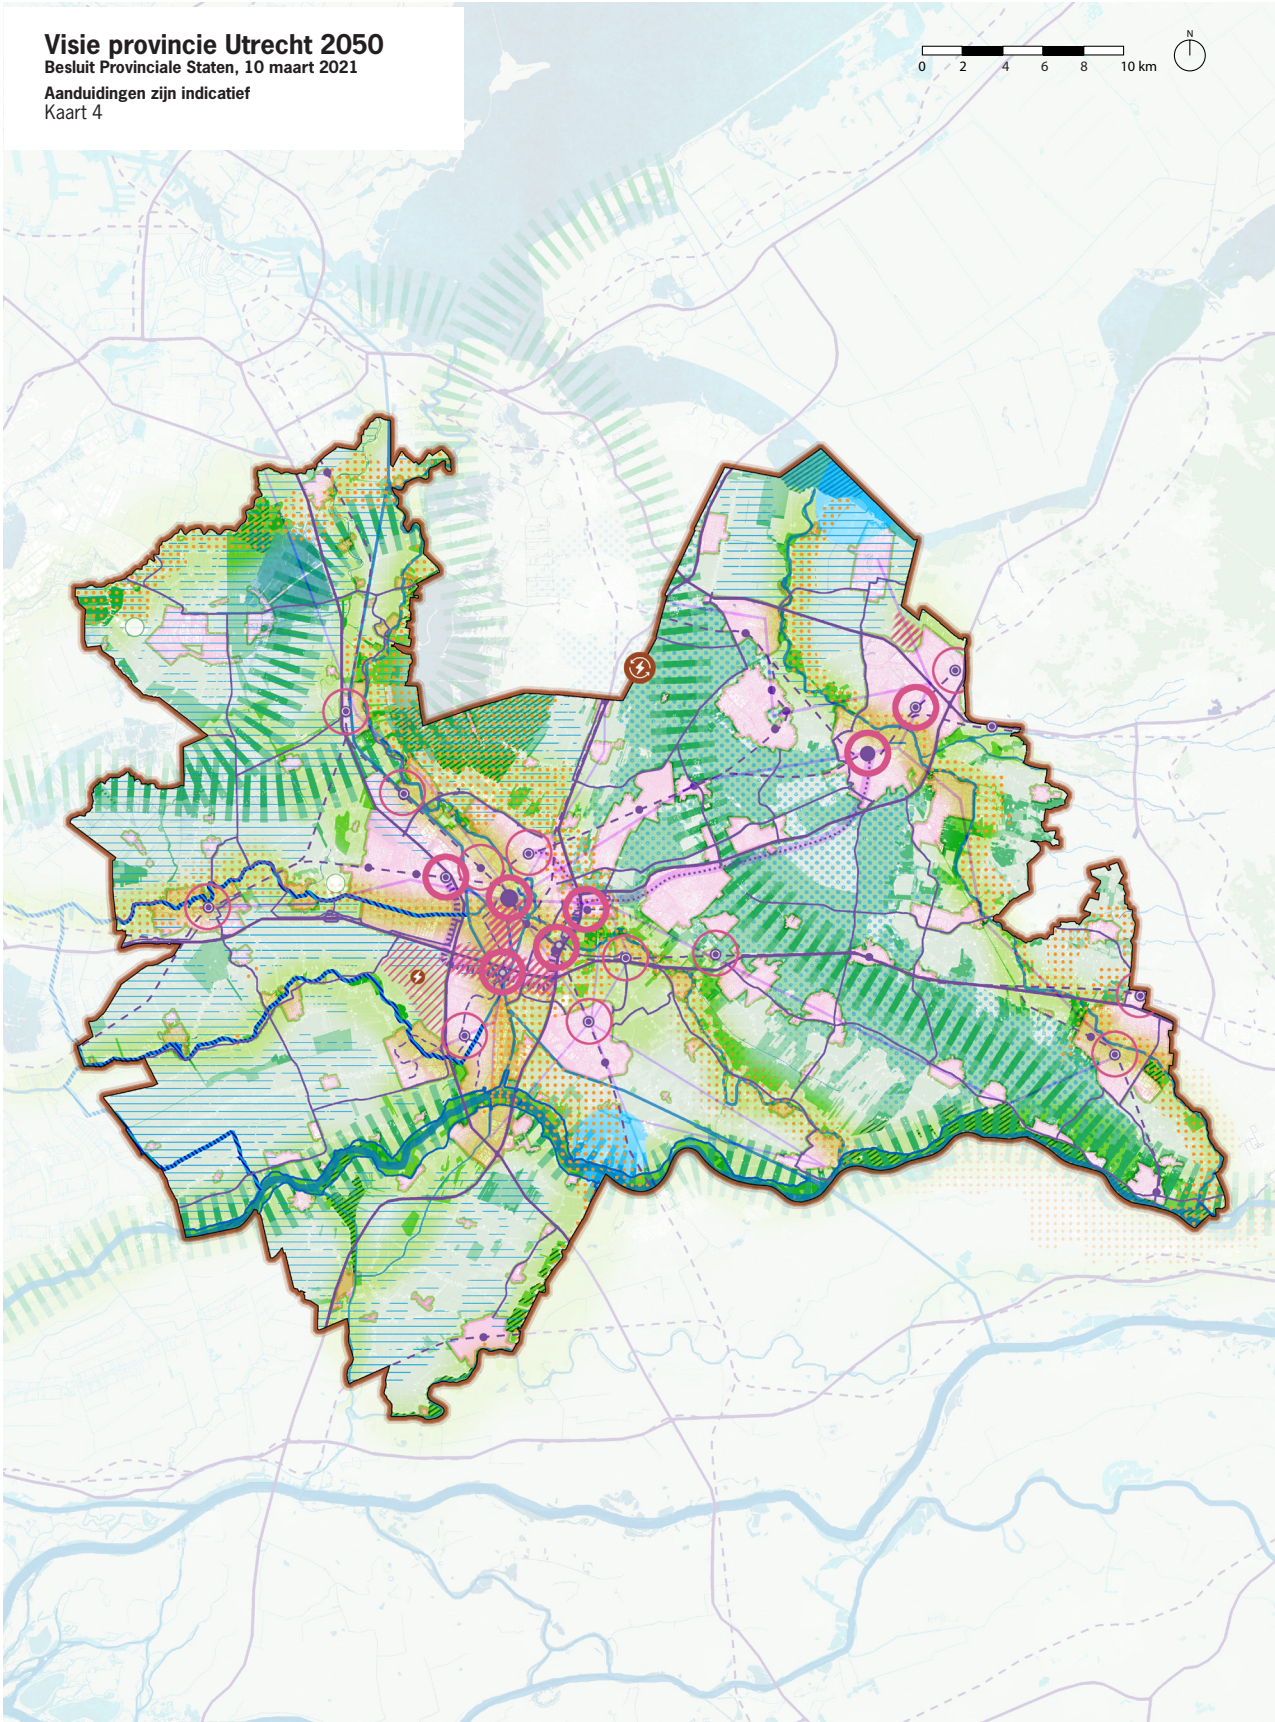 Visie provincie Utrecht 2050
Besluit Provinciale Staten, 10 maart 2021
Aanduidingen zijn indicatief
Kaart 4
N
0 2 4 6 8 10 km